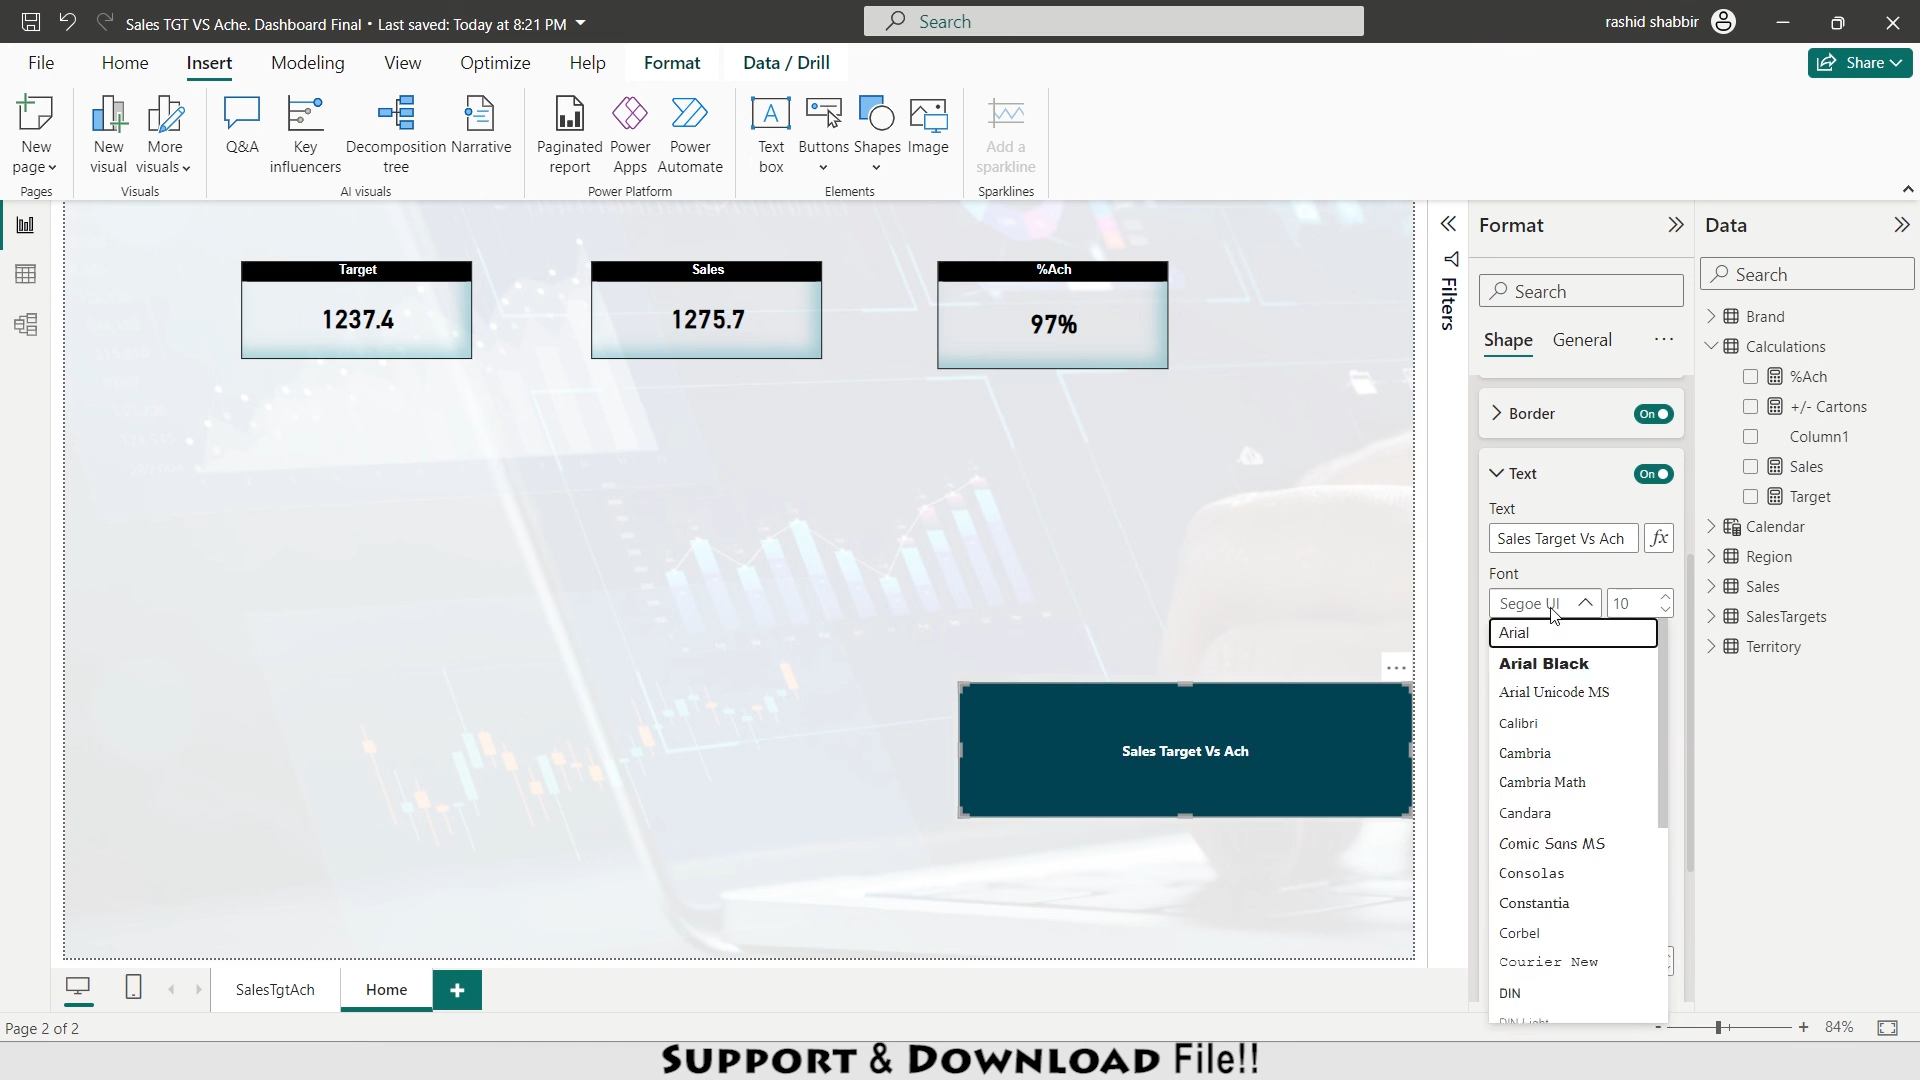 Sales TGT VS Ache. Dashboard Final • Last saved: Today at 8:21 PM
Search
rashid shabbir
File
Home
Insert
Modeling
View
Optimize
Help
Format
Data / Drill
Share
New
page
Pages
New
visual
More
visuals
Visuals
Q&A
Key
influencers
Decomposition
tree
Narrative
AI visuals
Paginated
report
Power
Apps
Power
Automate
Power Platform
Text
box
Buttons
Shapes
Image
Elements
Add a
sparkline
Sparklines
Target
1237.4
Sales
1275.7
%Ach
97%
Sales Target Vs Ach
Filters
Format
Search
Shape
General
Border
On
Text
On
Text
Sales Target Vs Ach
fx
Font
Segoe UI
10
Arial
Arial Black
Arial Unicode MS
Calibri
Cambria
Cambria Math
Candara
Comic Sans MS
Consolas
Constantia
Corbel
Courier New
DIN
DIN Light
Data
Search
Brand
Calculations
%Ach
+/- Cartons
Column1
Sales
Target
Calendar
Region
Sales
SalesTargets
Territory
SalesTgtAch
Home
Page 2 of 2
84%
Support & Download File!!